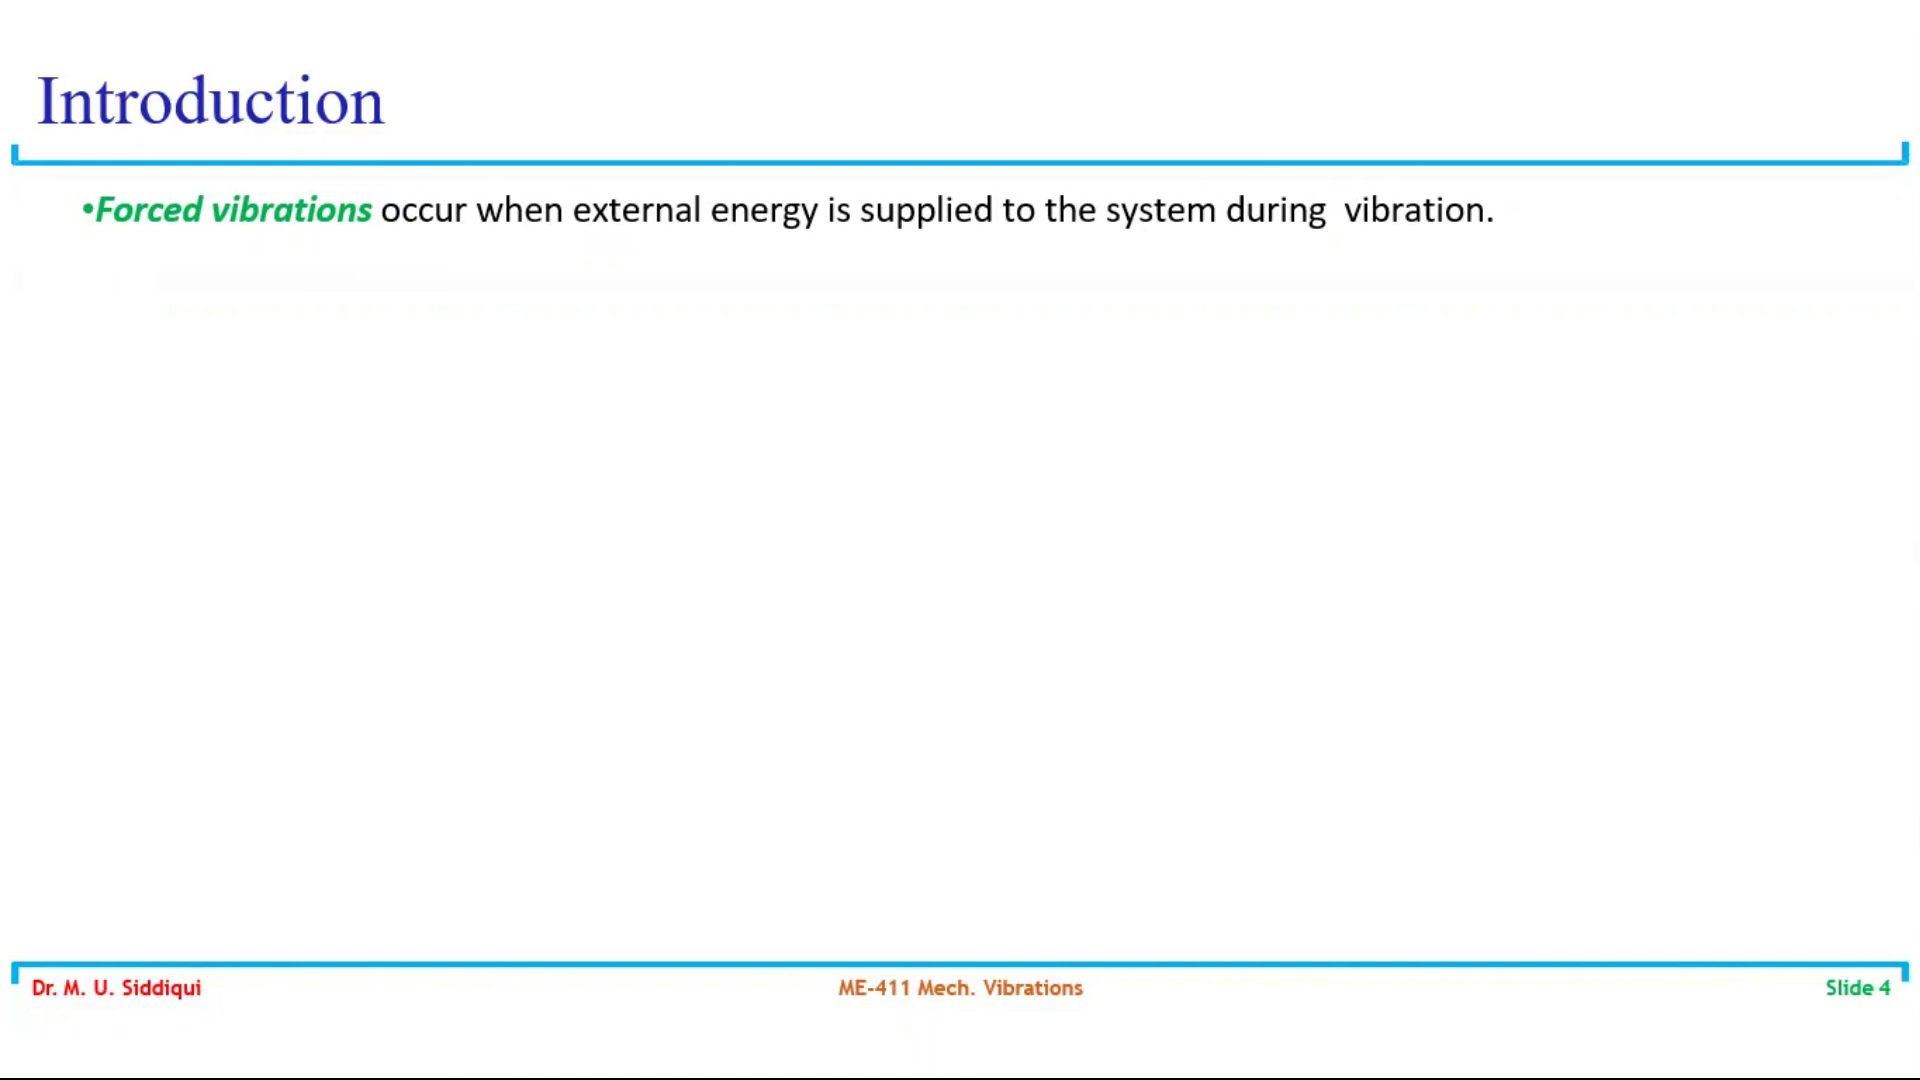 Introduction
•Forced vibrations occur when external energy is supplied to the system during  vibration.
Dr. M. U. Siddiqui
ME-411 Mech. Vibrations
Slide 4